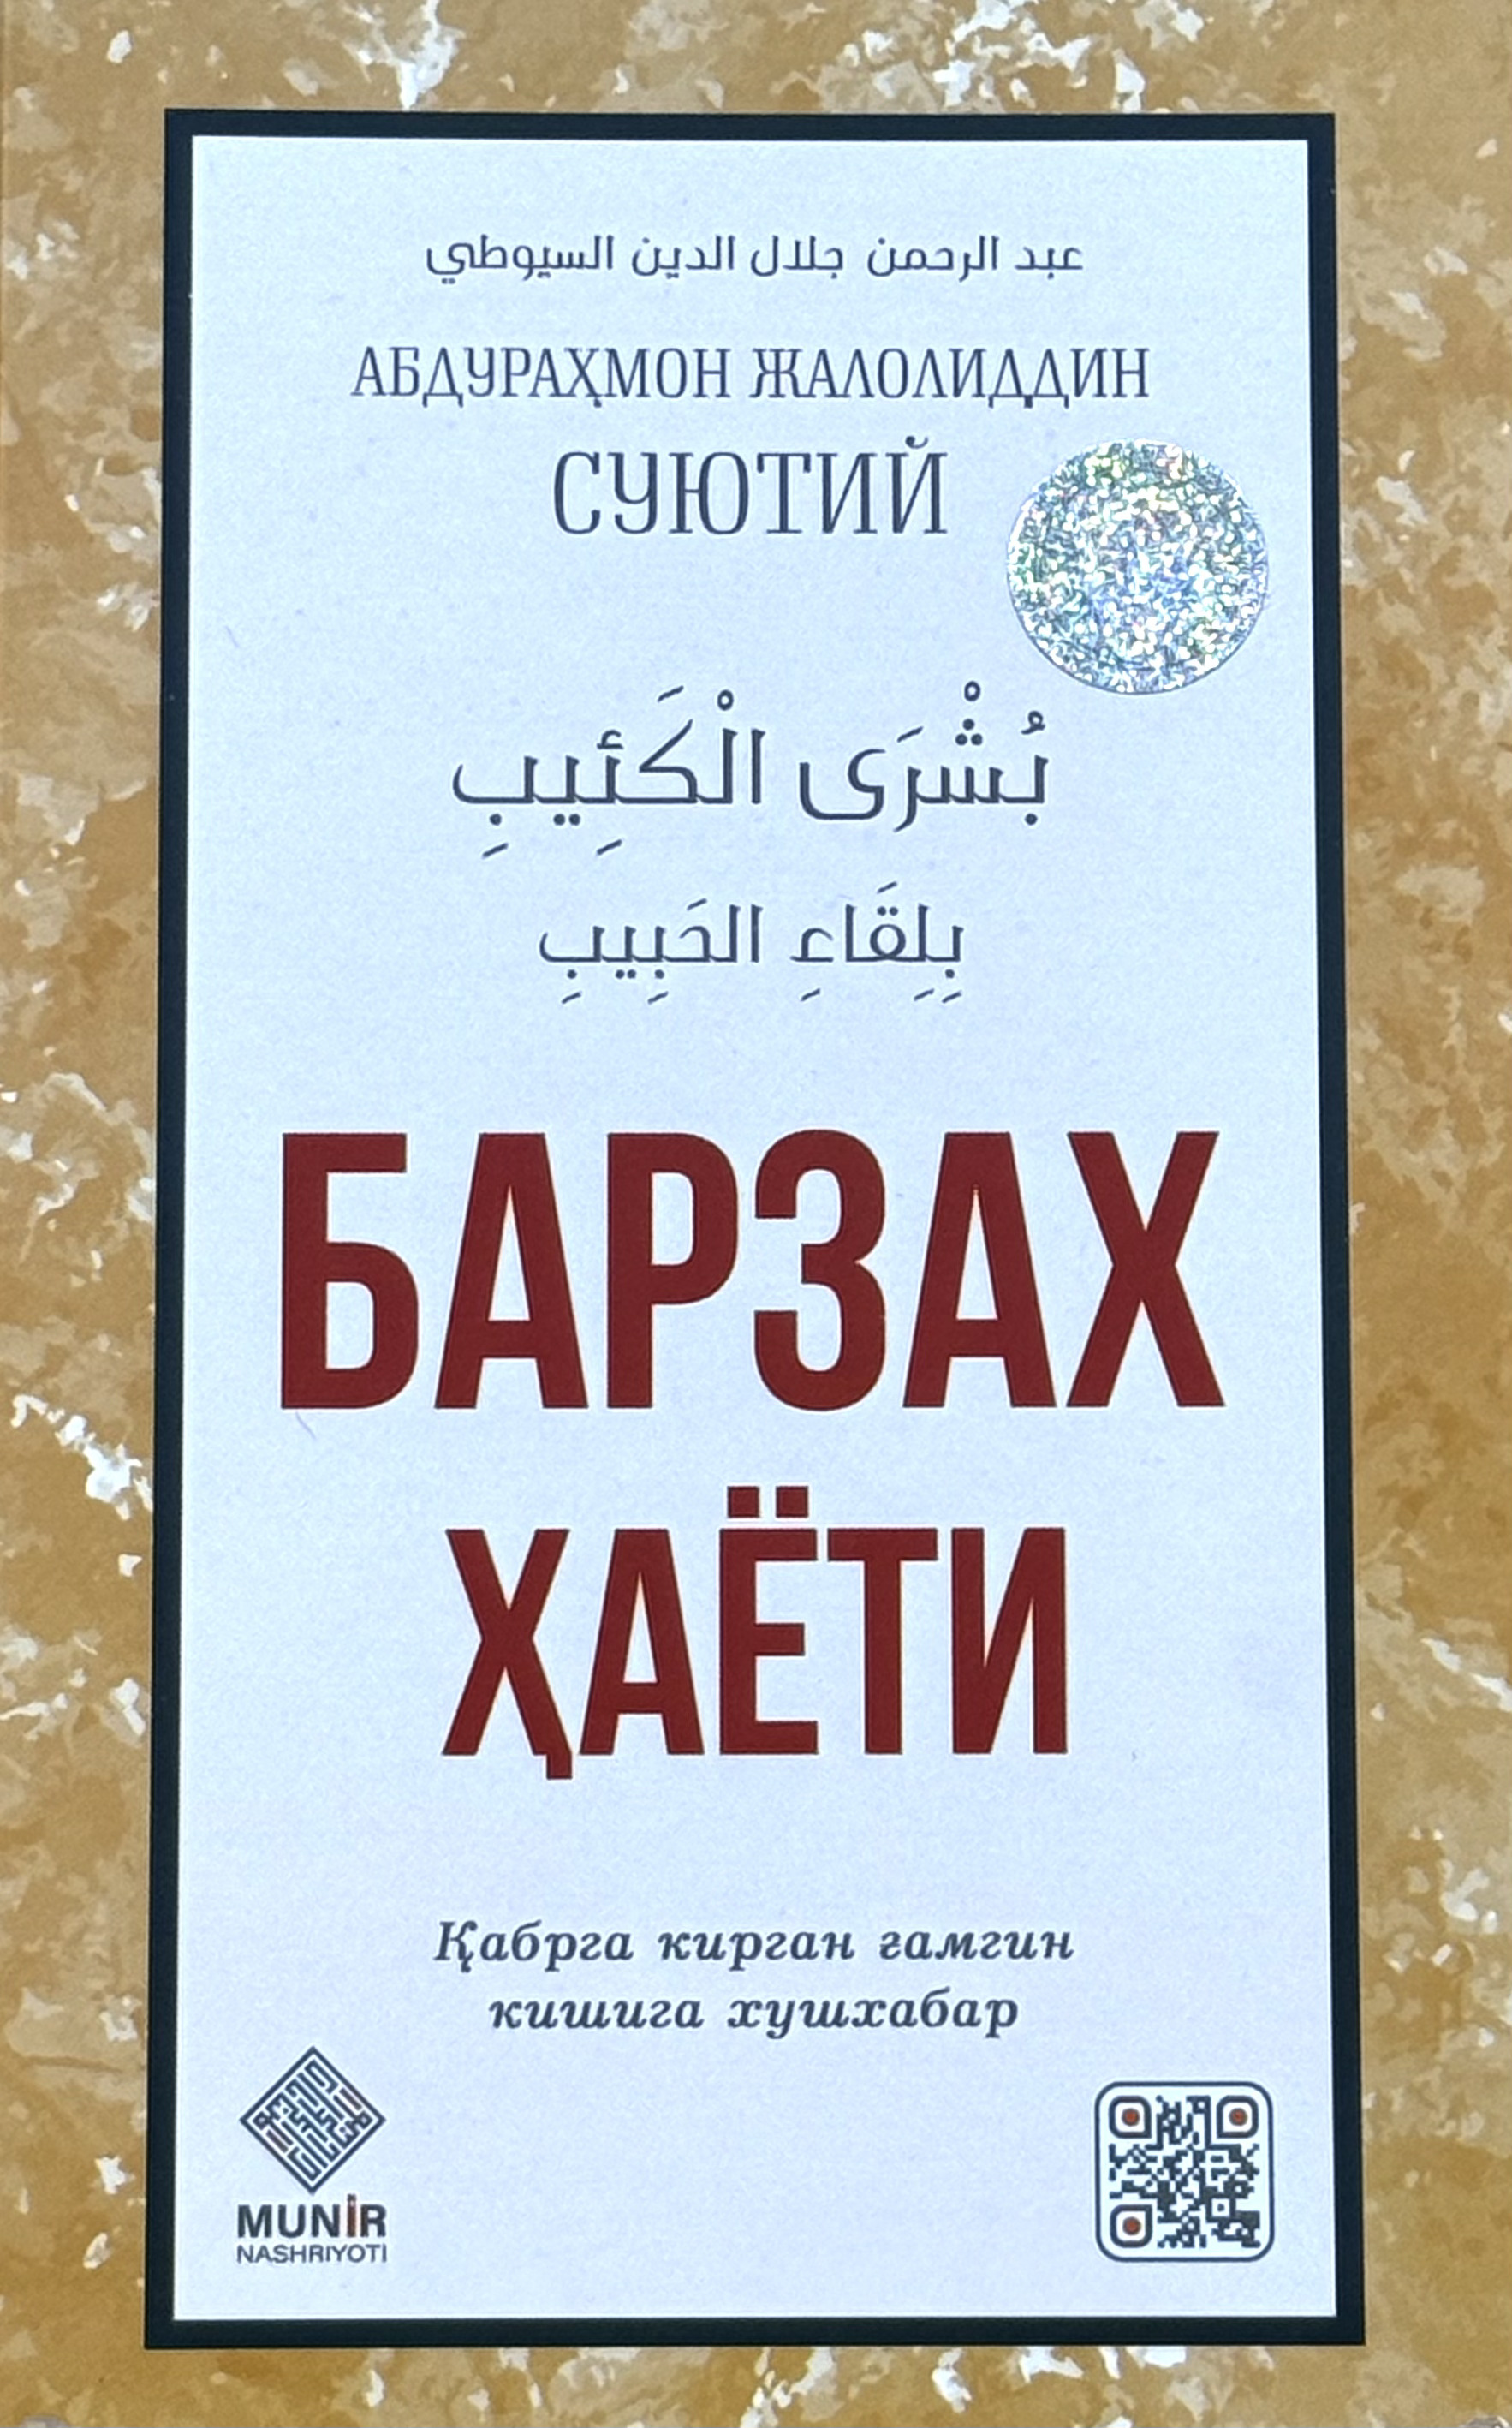 عبد الرحمن جلال الدين السيوطي
АБДУРАҲМОН ЖАЛОЛИДДИН
СУЮТИЙ
بُشْرَى الْكَئِيبِ
بِلِقَاءِ الحَبِيبِ
БАРЗАХ
ҲАЁТИ
Қабрга кирган ғамгин
кишига хушхабар
MUNİR
NASHRIYOTI